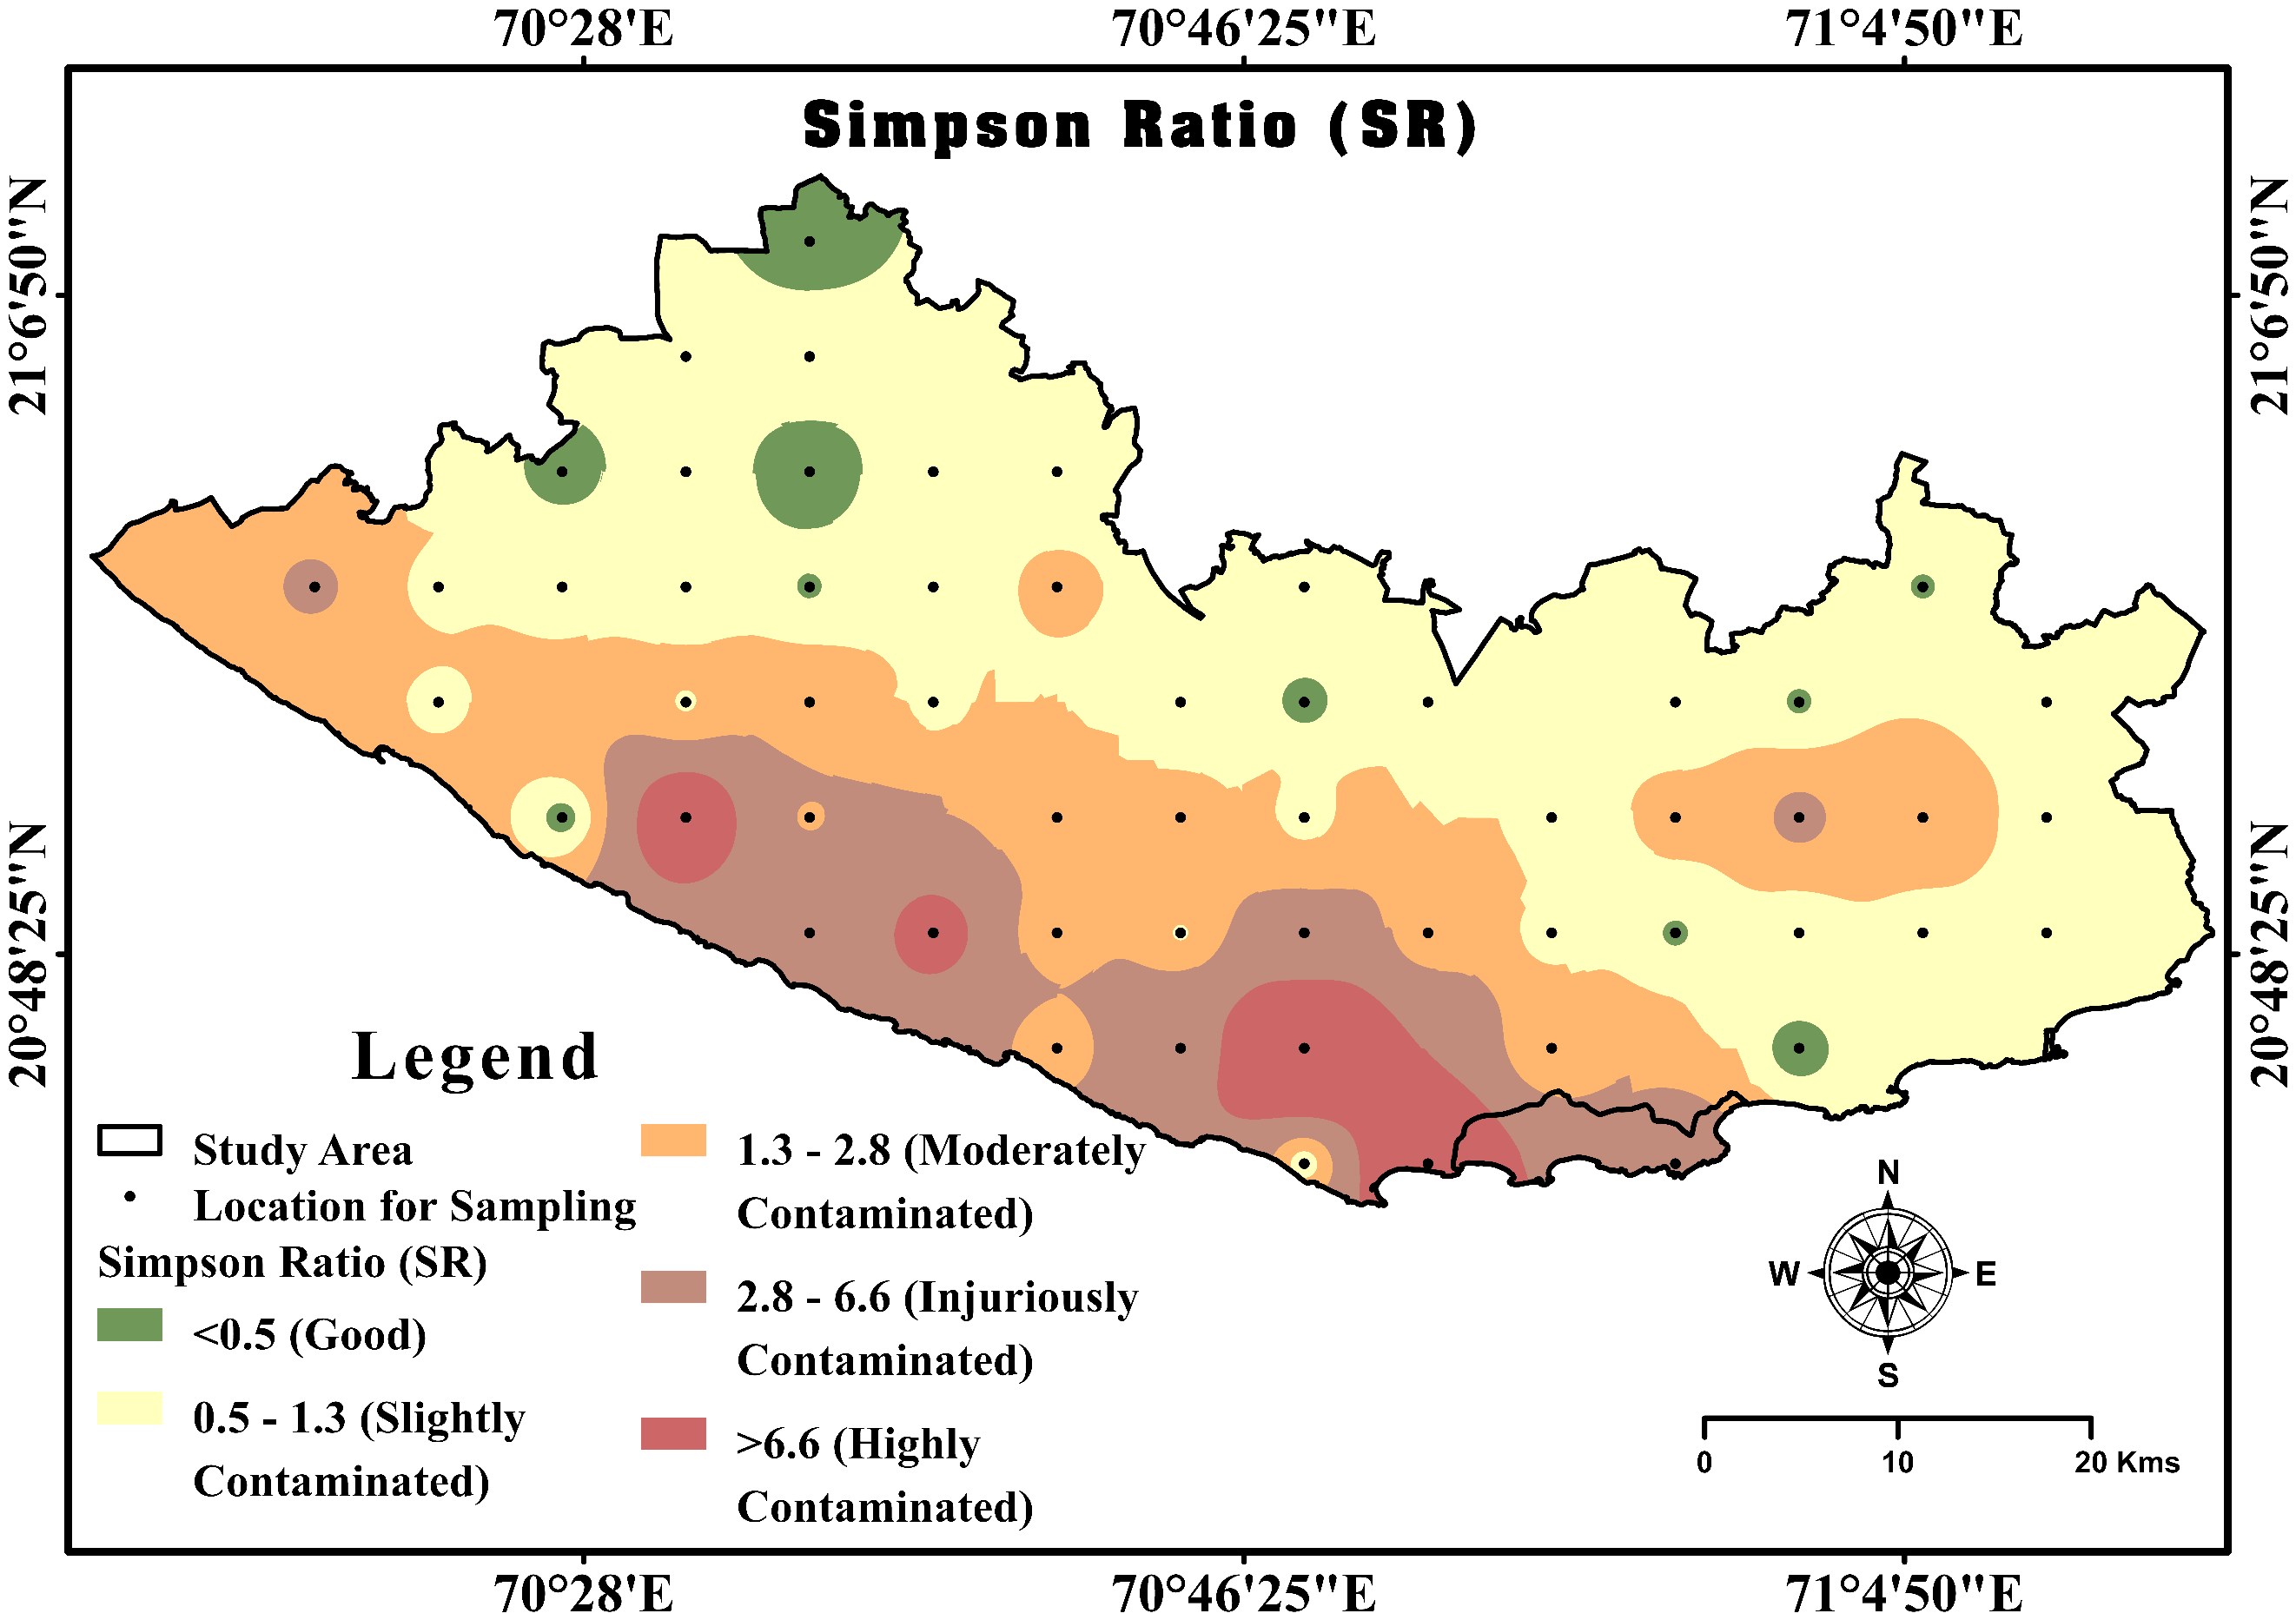 70°28'E
70°46'25"E
71°4'50"E
Simpson Ratio (SR)
21°6'50"N
21°6'50"N
20°48'25"N
20°48'25"N
Legend
Study Area
Location for Sampling
Simpson Ratio (SR)
<0.5 (Good)
0.5 - 1.3 (Slightly
Contaminated)
1.3 - 2.8 (Moderately
Contaminated)
2.8 - 6.6 (Injuriously
Contaminated)
>6.6 (Highly
Contaminated)
N
W
E
S
0
10
20 Kms
70°28'E
70°46'25"E
71°4'50"E